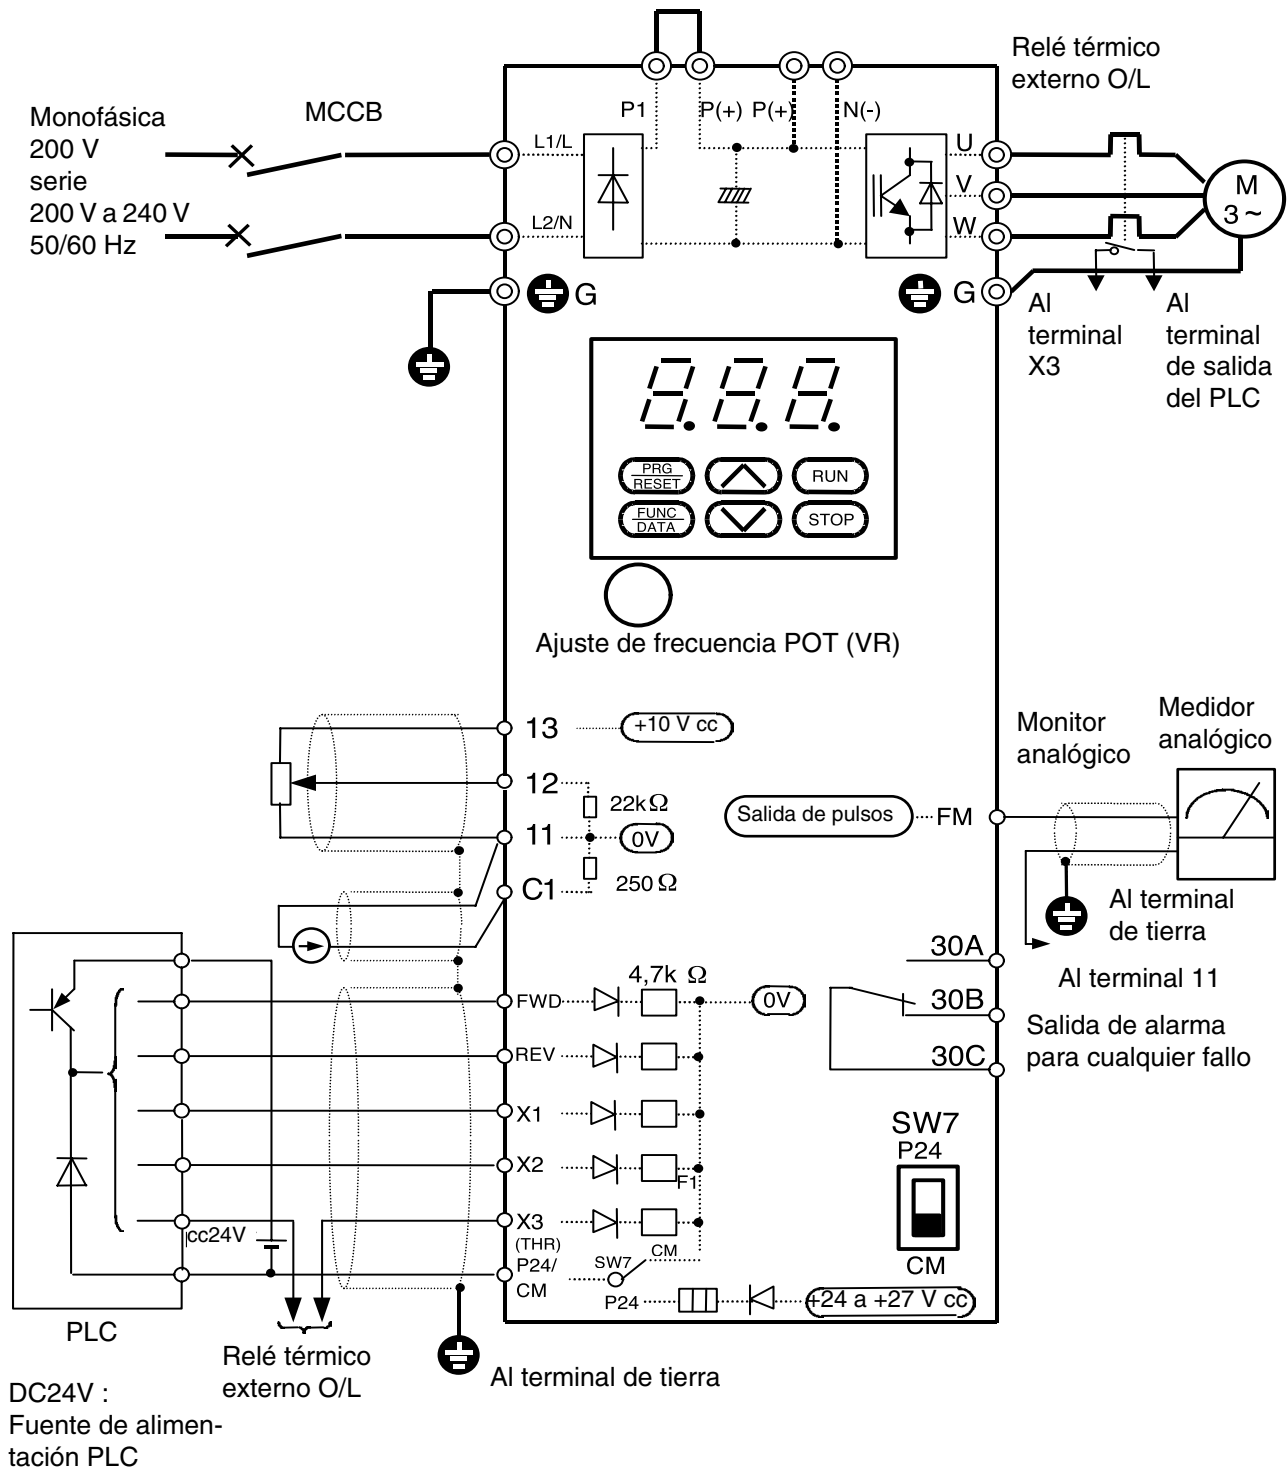 Relé térmico
externo O/L
Monofásica
200 V
serie
200 V a 240 V
50/60 Hz
MCCB
P1
P(+)
P(+)
N(-)
L1/L
L2/N
U
V
W
M
3 ~
G
G
Al
terminal
X3
Al
terminal
de salida
del PLC
8.8.8.
PRG
RESET
RUN
FUNC
DATA
STOP
Ajuste de frecuencia POT (VR)
13
+10 V cc
12
22k Ω
11
0V
250 Ω
C1
Monitor
analógico
Medidor
analógico
Salida de pulsos
FM
Al terminal
de tierra
Al terminal 11
30A
30B
30C
Salida de alarma
para cualquier fallo
4,7k Ω
FWD
0V
REV
X1
X2
F1
X3
(THR)
P24/
CM
SW7
CM
P24
+24 a +27 V cc
SW7
P24
CM
cc24V
PLC
Relé térmico
externo O/L
Al terminal de tierra
DC24V :
Fuente de alimen-
tación PLC